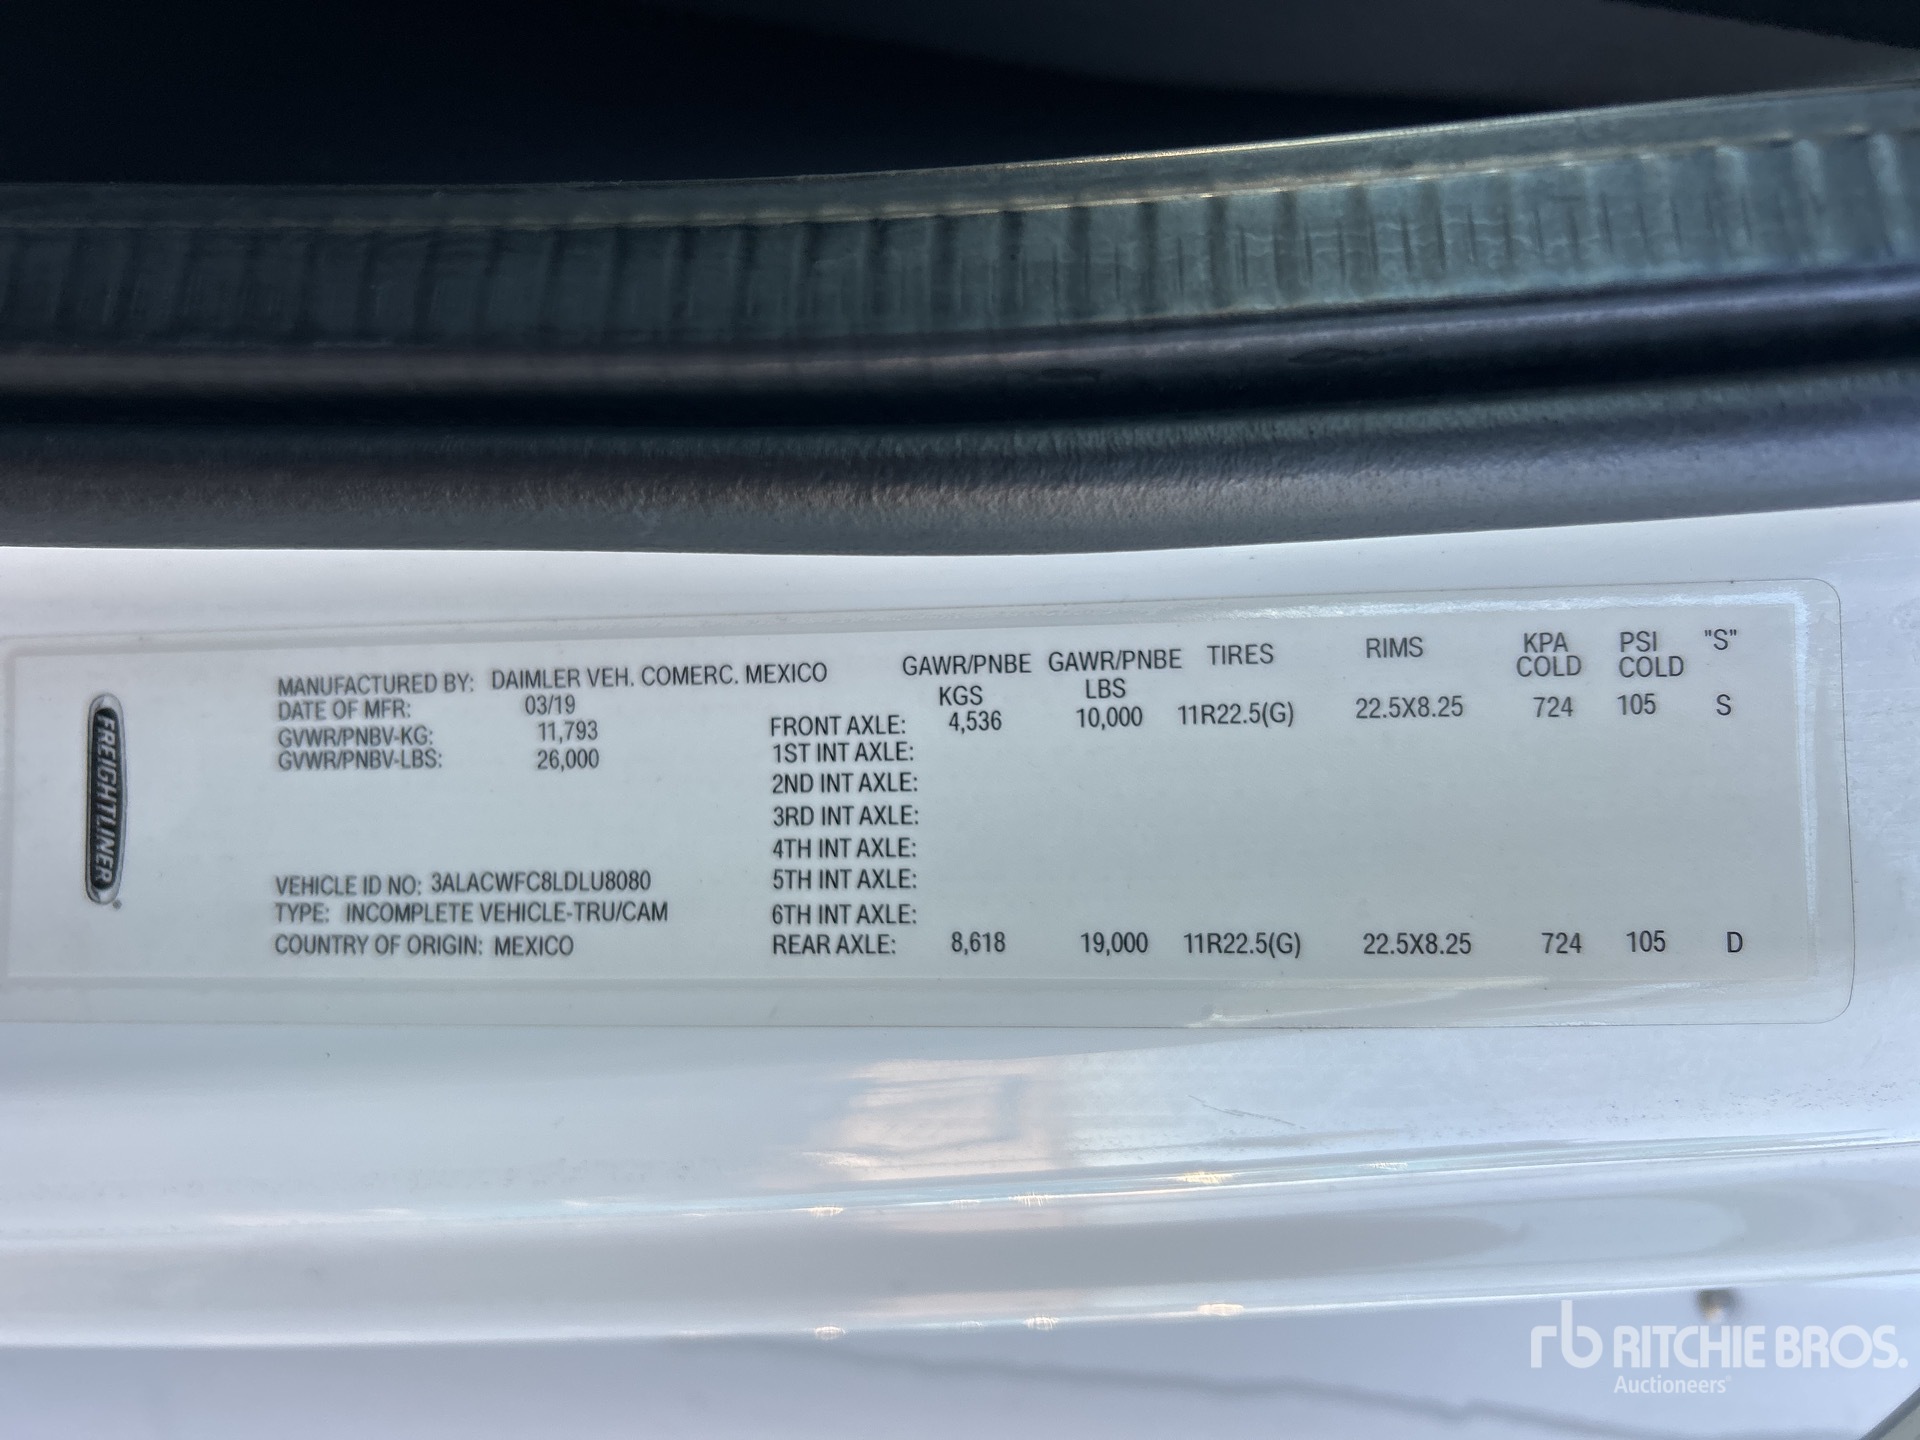 FREIGHTLINER
MANUFACTURED BY: DAIMLER VEH. COMERC. MEXICO
DATE OF MFR: 03/19
GVWR/PNBV-KG: 11,793
GVWR/PNBV-LBS: 26,000
VEHICLE ID NO: 3ALACWFC8LDLU8080
TYPE: INCOMPLETE VEHICLE-TRU/CAM
COUNTRY OF ORIGIN: MEXICO
GAWR/PNBE GAWR/PNBE TIRES RIMS KPA PSI "S"
KGS LBS COLD COLD
FRONT AXLE: 4,536 10,000 11R22.5(G) 22.5X8.25 724 105 S
1ST INT AXLE:
2ND INT AXLE:
3RD INT AXLE:
4TH INT AXLE:
5TH INT AXLE:
6TH INT AXLE:
REAR AXLE: 8,618 19,000 11R22.5(G) 22.5X8.25 724 105 D
rb RITCHIE BROS.
Auctioneers